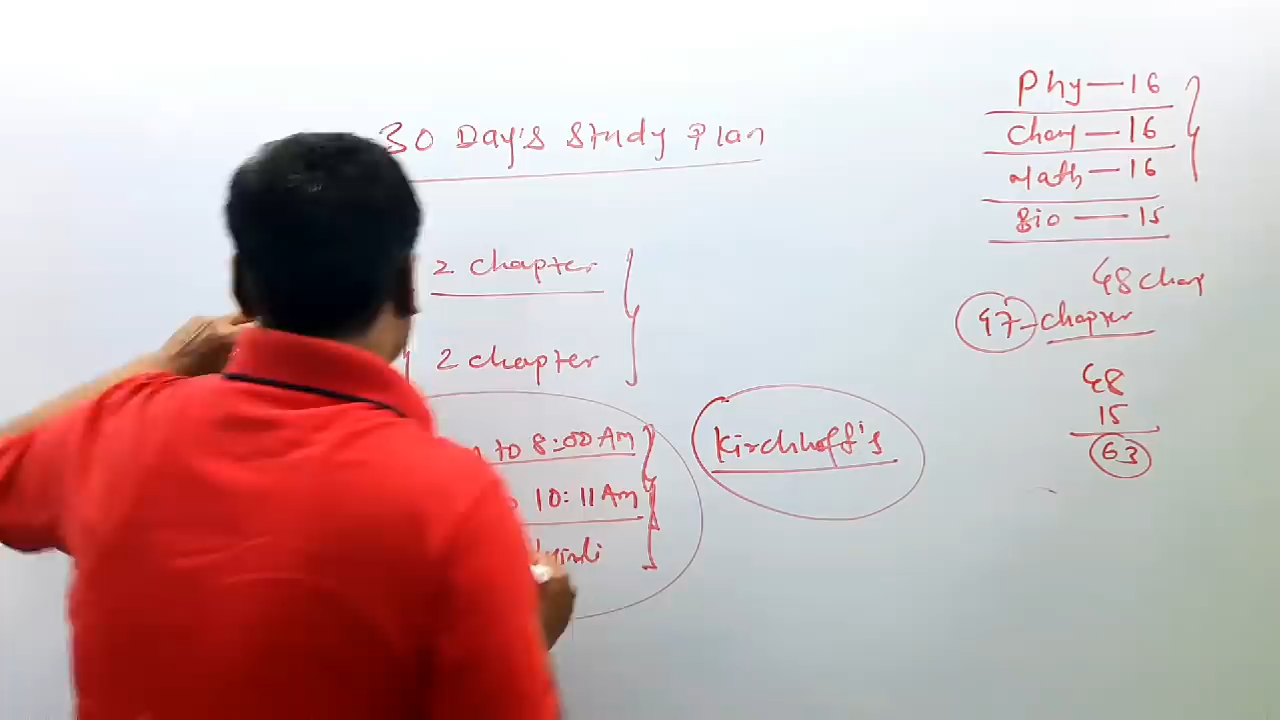 30 Day's Study Plan
2 chapter
2 chapter
to 8:00 Am
10:11 Am
Kirchhoff's
Phy—16
Chem—16
Math—16
Bio—15
48 Chap
47-chapter
48
15
63